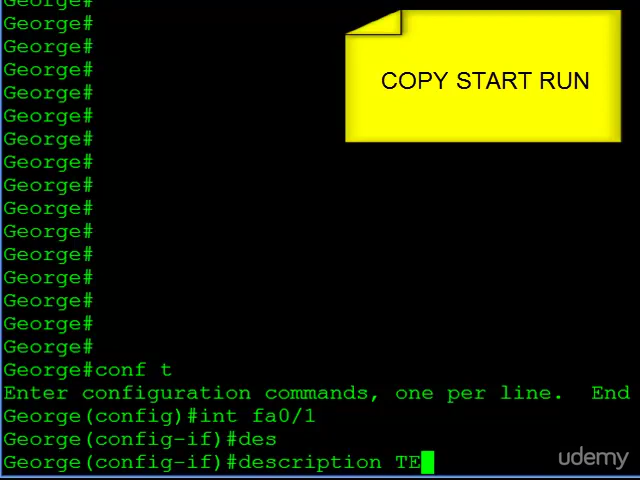 George#
George#
George#
George#
COPY START RUN
George#
George#
George#
George#
George#
George#
George#
George#
George#
George#
George#
George#
George#conf t
Enter configuration commands, one per line.  End
George(config)#int fa0/1
George(config-if)#des
George(config-if)#description TE
udemy